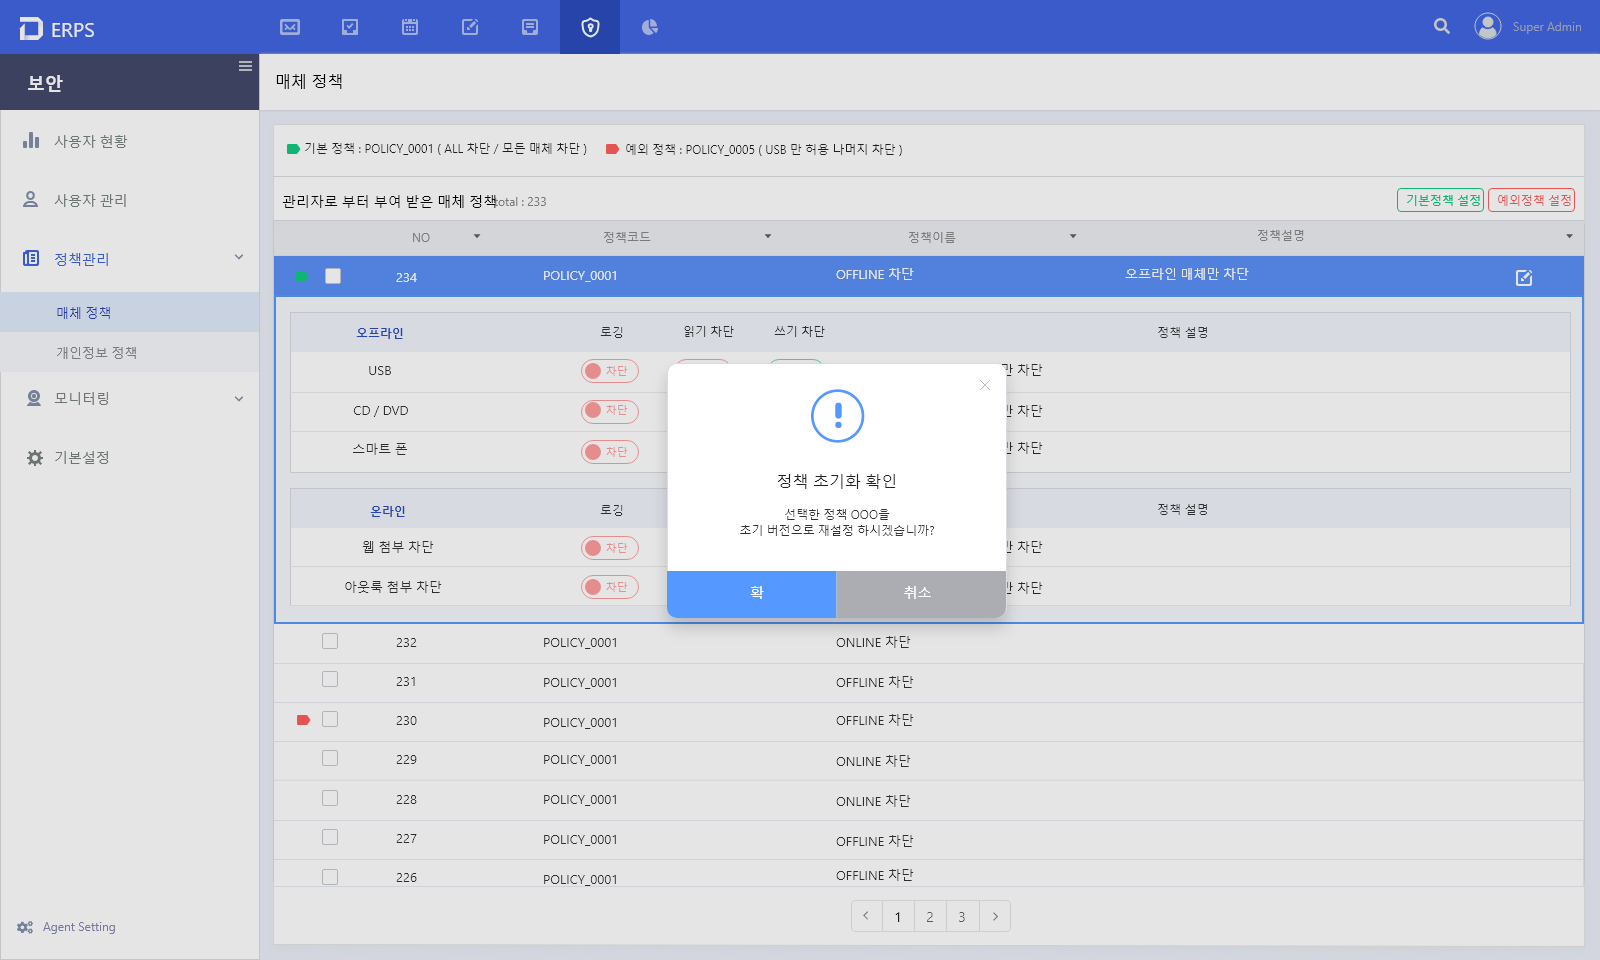 ERPS
Super Admin
보안
매체 정책
사용자 현황
사용자 관리
정책관리
매체 정책
개인정보 정책
모니터링
기본설정
Agent Setting
기본 정책 : POLICY_0001 ( ALL 차단 / 모든 매체 차단 )
예외 정책 : POLICY_0005 ( USB 만 허용 나머지 차단 )
관리자로 부터 부여 받은 매체 정책 total : 233
기본정책 설정
예외정책 설정
NO 정책코드 정책이름 정책설명
234 POLICY_0001 OFFLINE 차단 오프라인 매체만 차단
오프라인 로깅 읽기 차단 쓰기 차단 정책 설명
USB 차단 만 차단
CD / DVD 차단 만 차단
스마트 폰 차단 만 차단
온라인 로깅 정책 설명
웹 첨부 차단 차단 만 차단
아웃룩 첨부 차단 차단 만 차단
정책 초기화 확인
선택한 정책 OOO을
초기 버전으로 재설정 하시겠습니까?
확
취소
232 POLICY_0001 ONLINE 차단
231 POLICY_0001 OFFLINE 차단
230 POLICY_0001 OFFLINE 차단
229 POLICY_0001 ONLINE 차단
228 POLICY_0001 ONLINE 차단
227 POLICY_0001 OFFLINE 차단
226 POLICY_0001 OFFLINE 차단
1 2 3